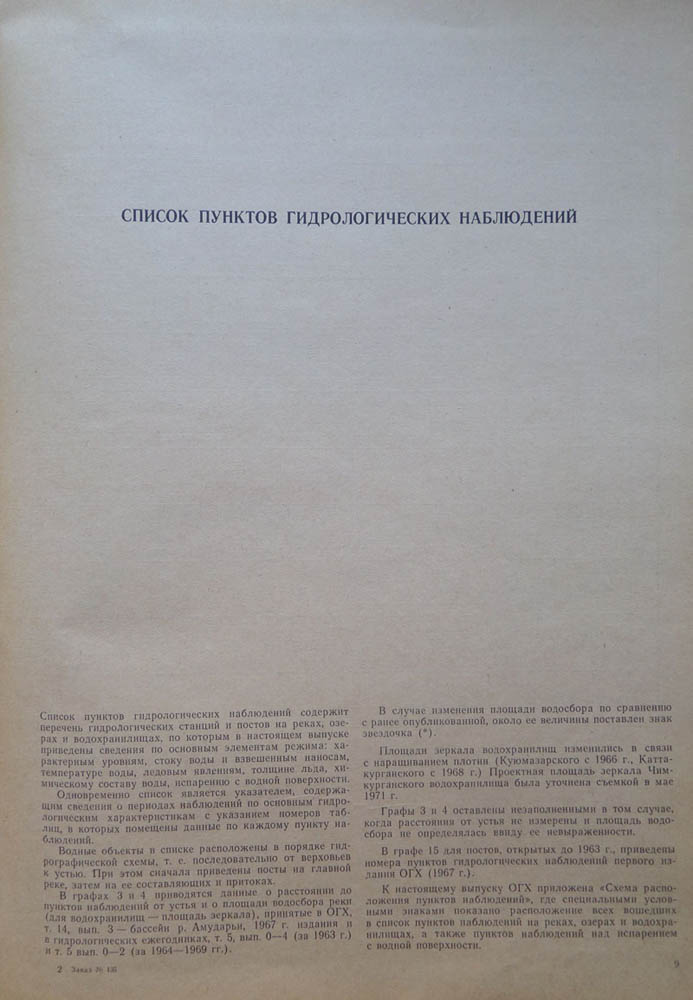 СПИСОК ПУНКТОВ ГИДРОЛОГИЧЕСКИХ НАБЛЮДЕНИЙ
Список пунктов гидрологических наблюдений содержит
перечень гидрологических станций и постов на реках, озе-
рах и водохранилищах, по которым в настоящем выпуске
приведены сведения по основным элементам режима: ха-
рактерным уровням, стоку воды и взвешенным наносам,
температуре воды, ледовым явлениям, толщине льда, хи-
мическому составу воды, испарению с водной поверхности.
Одновременно список является указателем, содержа-
щим сведения о периодах наблюдений по основным гидро-
логическим характеристикам с указанием номеров таб-
лиц, в которых помещены данные по каждому пункту на-
блюдений.
Водные объекты в списке расположены в порядке гид-
рографической схемы, т. е. последовательно от верховьев
к устью. При этом сначала приведены посты на главной
реке, затем на ее составляющих и притоках.
В графах 3 и 4 приводятся данные о расстоянии до
пунктов наблюдений от устья и о площади водосбора реки
(для водохранилищ — площадь зеркала), принятые в ОГХ,
т. 14, вып. 3 — бассейн р. Амударьи, 1967 г. издания и
в гидрологических ежегодниках, т. 5, вып. 0—4 (за 1963 г.)
и т. 5 вып. 0—2 (за 1964—1969 гг.).
2 Заказ № 435
В случае изменения площади водосбора по сравнению
с ранее опубликованной, около ее величины поставлен знак
звездочка (*).
Площади зеркала водохранилищ изменились в связи
с наращиванием плотин (Куюмазарского с 1966 г., Катта-
курганского с 1968 г.) Проектная площадь зеркала Чим-
курганского водохранилища была уточнена съемкой в мае
1971 г.
Графы 3 и 4 оставлены незаполненными в том случае,
когда расстояния от устья не измерены и площадь водо-
сбора не определялась ввиду ее невыраженности.
В графе 15 для постов, открытых до 1963 г., приведены
номера пунктов гидрологических наблюдений первого из-
дания ОГХ (1967 г.).
К настоящему выпуску ОГХ приложена «Схема распо-
ложения пунктов наблюдений», где специальными услов-
ными знаками показано расположение всех вошедших
в список пунктов наблюдений на реках, озерах и водохра-
нилищах, а также пунктов наблюдений над испарением
с водной поверхности.
9